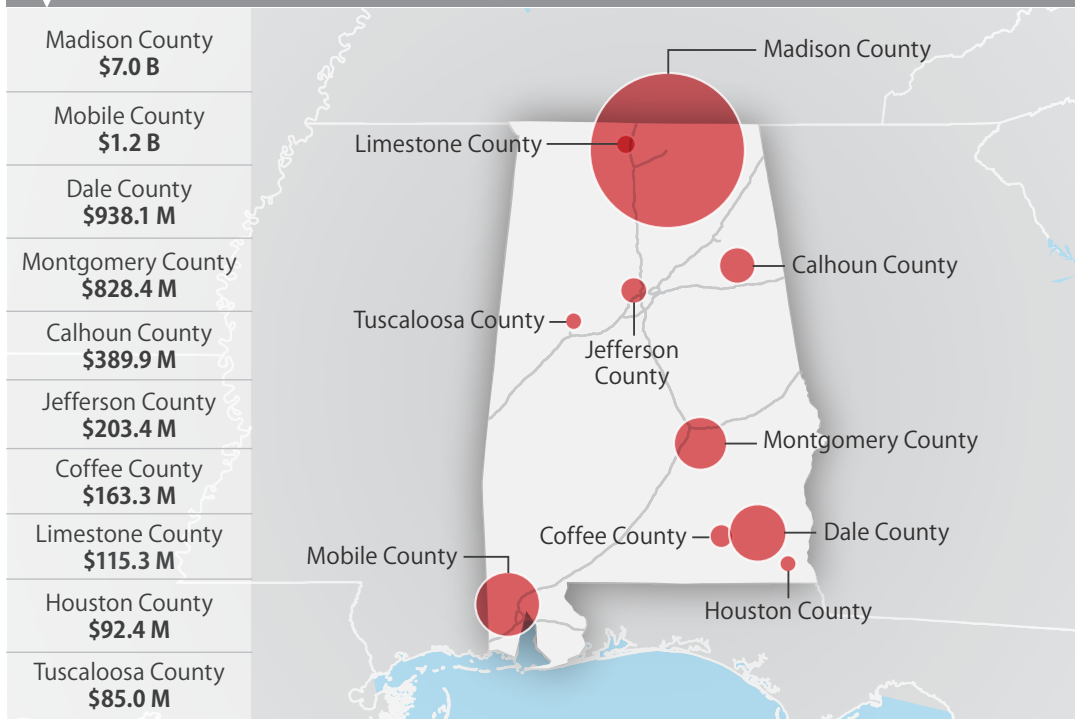 Madison County
$7.0 B
Mobile County
$1.2 B
Dale County
$938.1 M
Montgomery County
$828.4 M
Calhoun County
$389.9 M
Jefferson County
$203.4 M
Coffee County
$163.3 M
Limestone County
$115.3 M
Houston County
$92.4 M
Tuscaloosa County
$85.0 M
Madison County
Limestone County
Calhoun County
Tuscaloosa County
Jefferson
County
Montgomery County
Coffee County
Dale County
Mobile County
Houston County